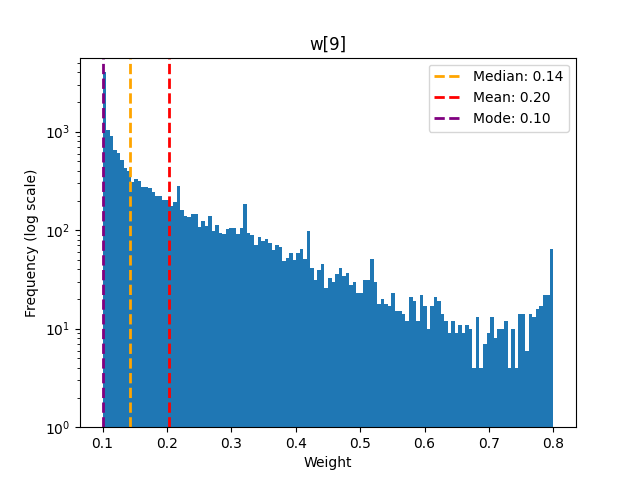 w[9]
Median: 0.14
Mean: 0.20
Mode: 0.10
Frequency (log scale)
10³
10²
10¹
10⁰
0.1 0.2 0.3 0.4 0.5 0.6 0.7 0.8
Weight